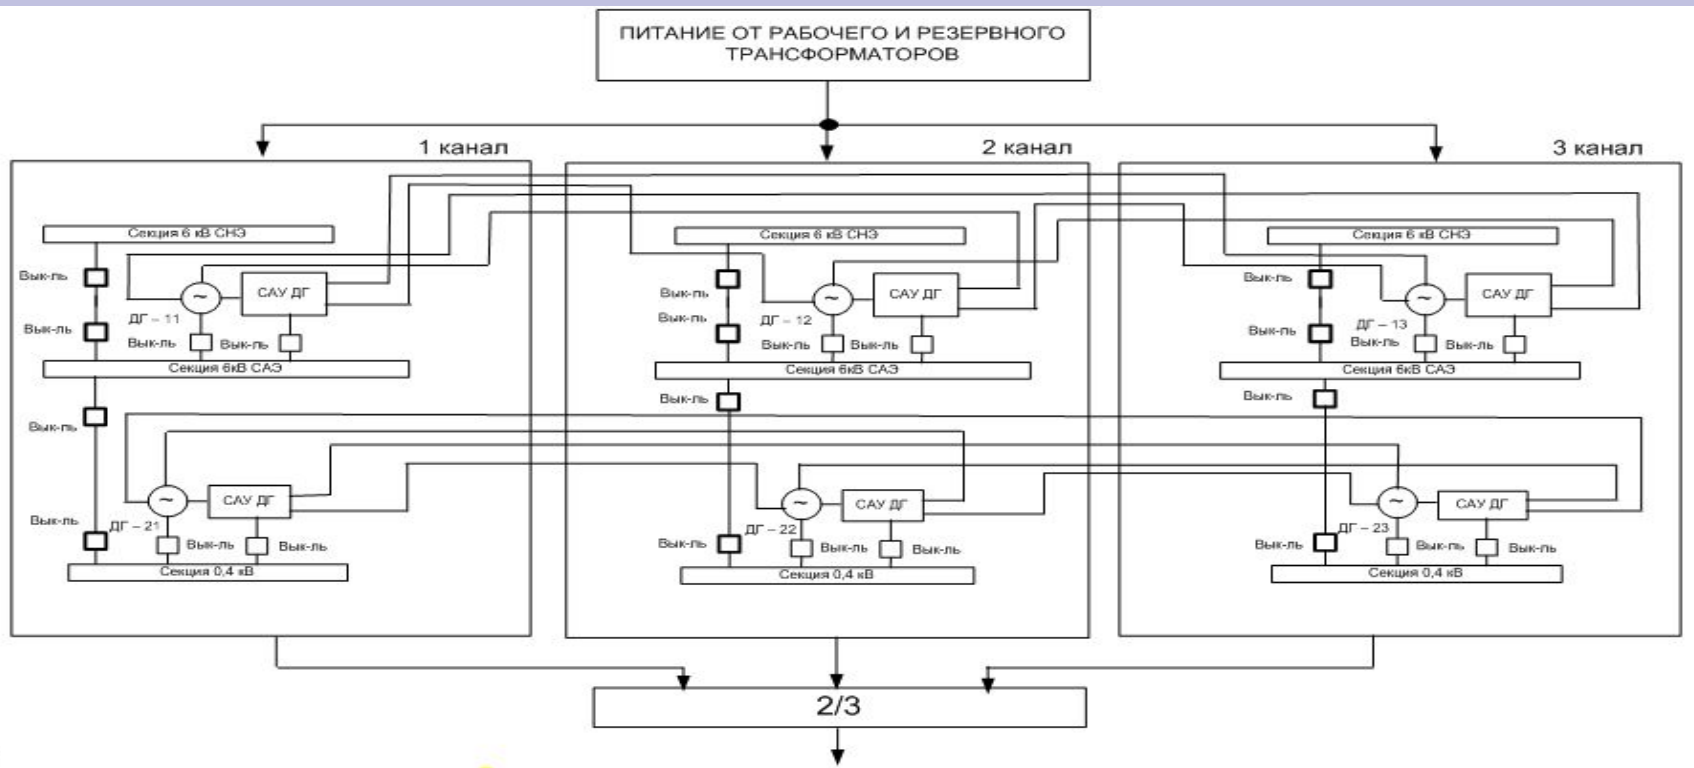 ПИТАНИЕ ОТ РАБОЧЕГО И РЕЗЕРВНОГО
ТРАНСФОРМАТОРОВ
1 канал
2 канал
3 канал
Секция 6 кВ СНЭ
Вык-ль
САУ ДГ
ДГ – 11
Вык-ль
Вык-ль
Вык-ль
Секция 6кВ САЭ
Вык-ль
САУ ДГ
Вык-ль
ДГ – 21
Вык-ль
Вык-ль
Секция 0,4 кВ
Секция 6 кВ СНЭ
Вык-ль
САУ ДГ
Вык-ль
ДГ – 12
Вык-ль
Вык-ль
Секция 6кВ САЭ
Вык-ль
САУ ДГ
ДГ – 22
Вык-ль
Вык-ль
Вык-ль
Секция 0,4 кВ
Секция 6 кВ СНЭ
Вык-ль
САУ ДГ
ДГ – 13
Вык-ль
Вык-ль
Вык-ль
Секция 6кВ САЭ
Вык-ль
САУ ДГ
ДГ – 23
Вык-ль
Вык-ль
Вык-ль
Секция 0,4 кВ
2/3